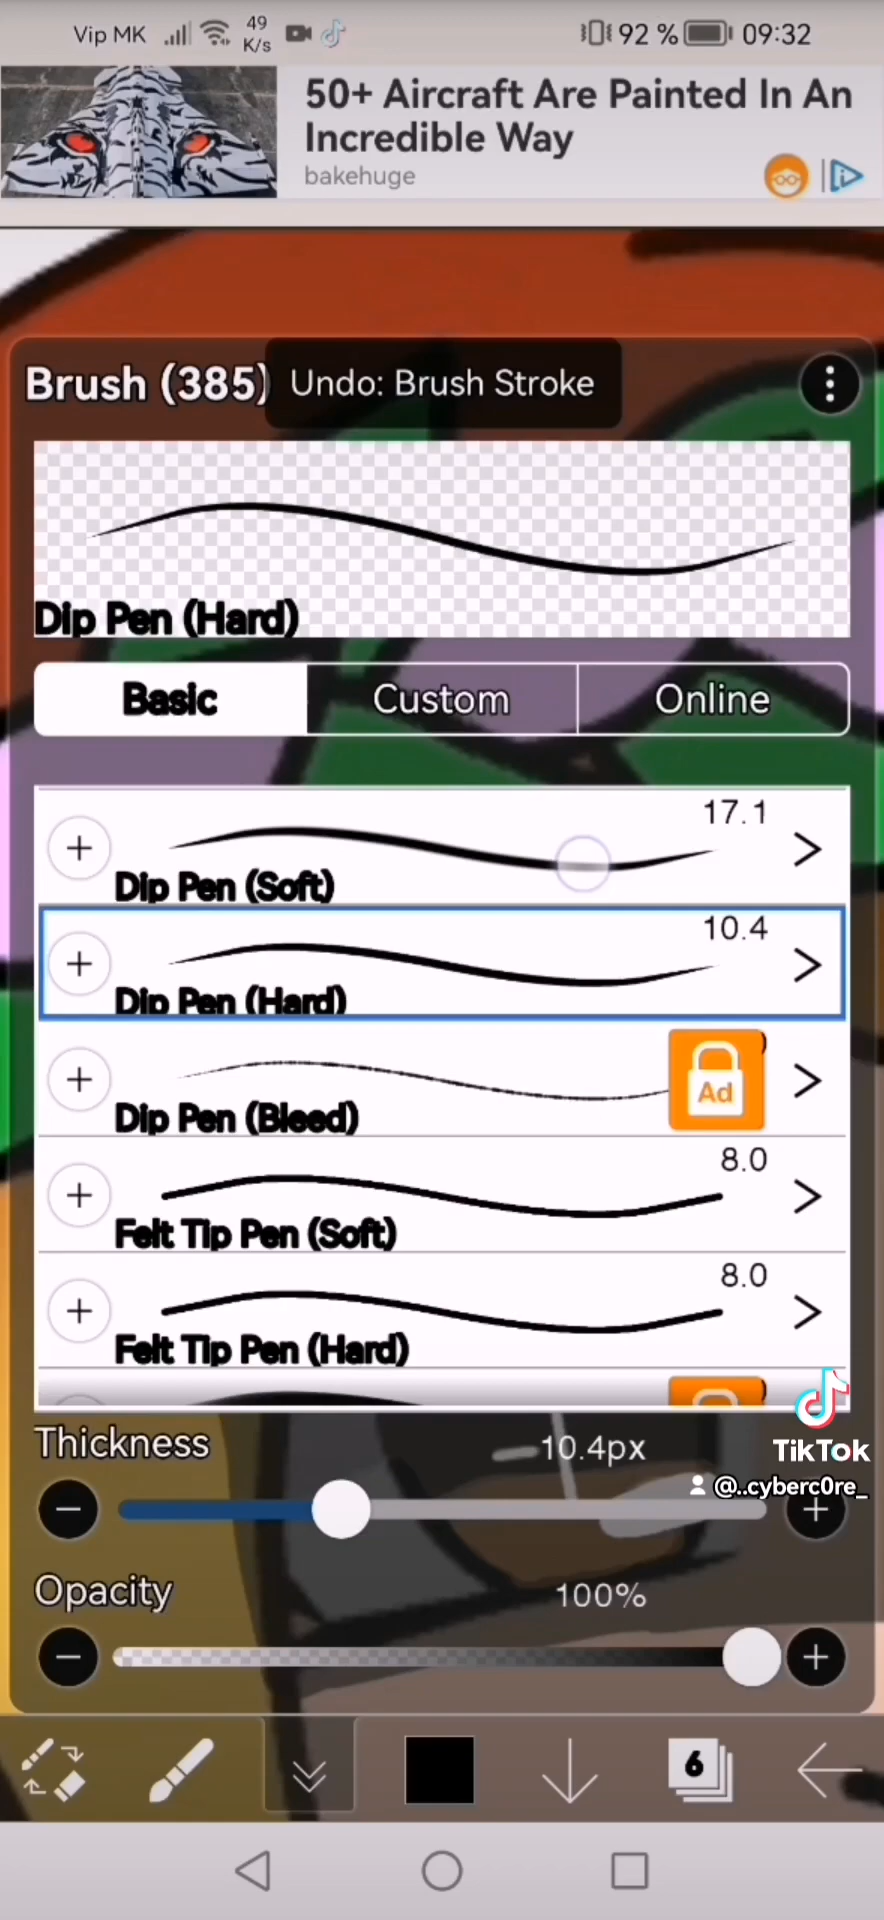 Vip MK 49 K/s 92 % 09:32
50+ Aircraft Are Painted In An
Incredible Way
bakehuge
Brush (385) Undo: Brush Stroke
Dip Pen (Hard)
Basic Custom Online
17.1
Dip Pen (Soft)
10.4
Dip Pen (Hard)
Ad
Dip Pen (Bleed)
8.0
Felt Tip Pen (Soft)
8.0
Felt Tip Pen (Hard)
Thickness 10.4px
TikTok
@..cyberc0re_
Opacity 100%
6